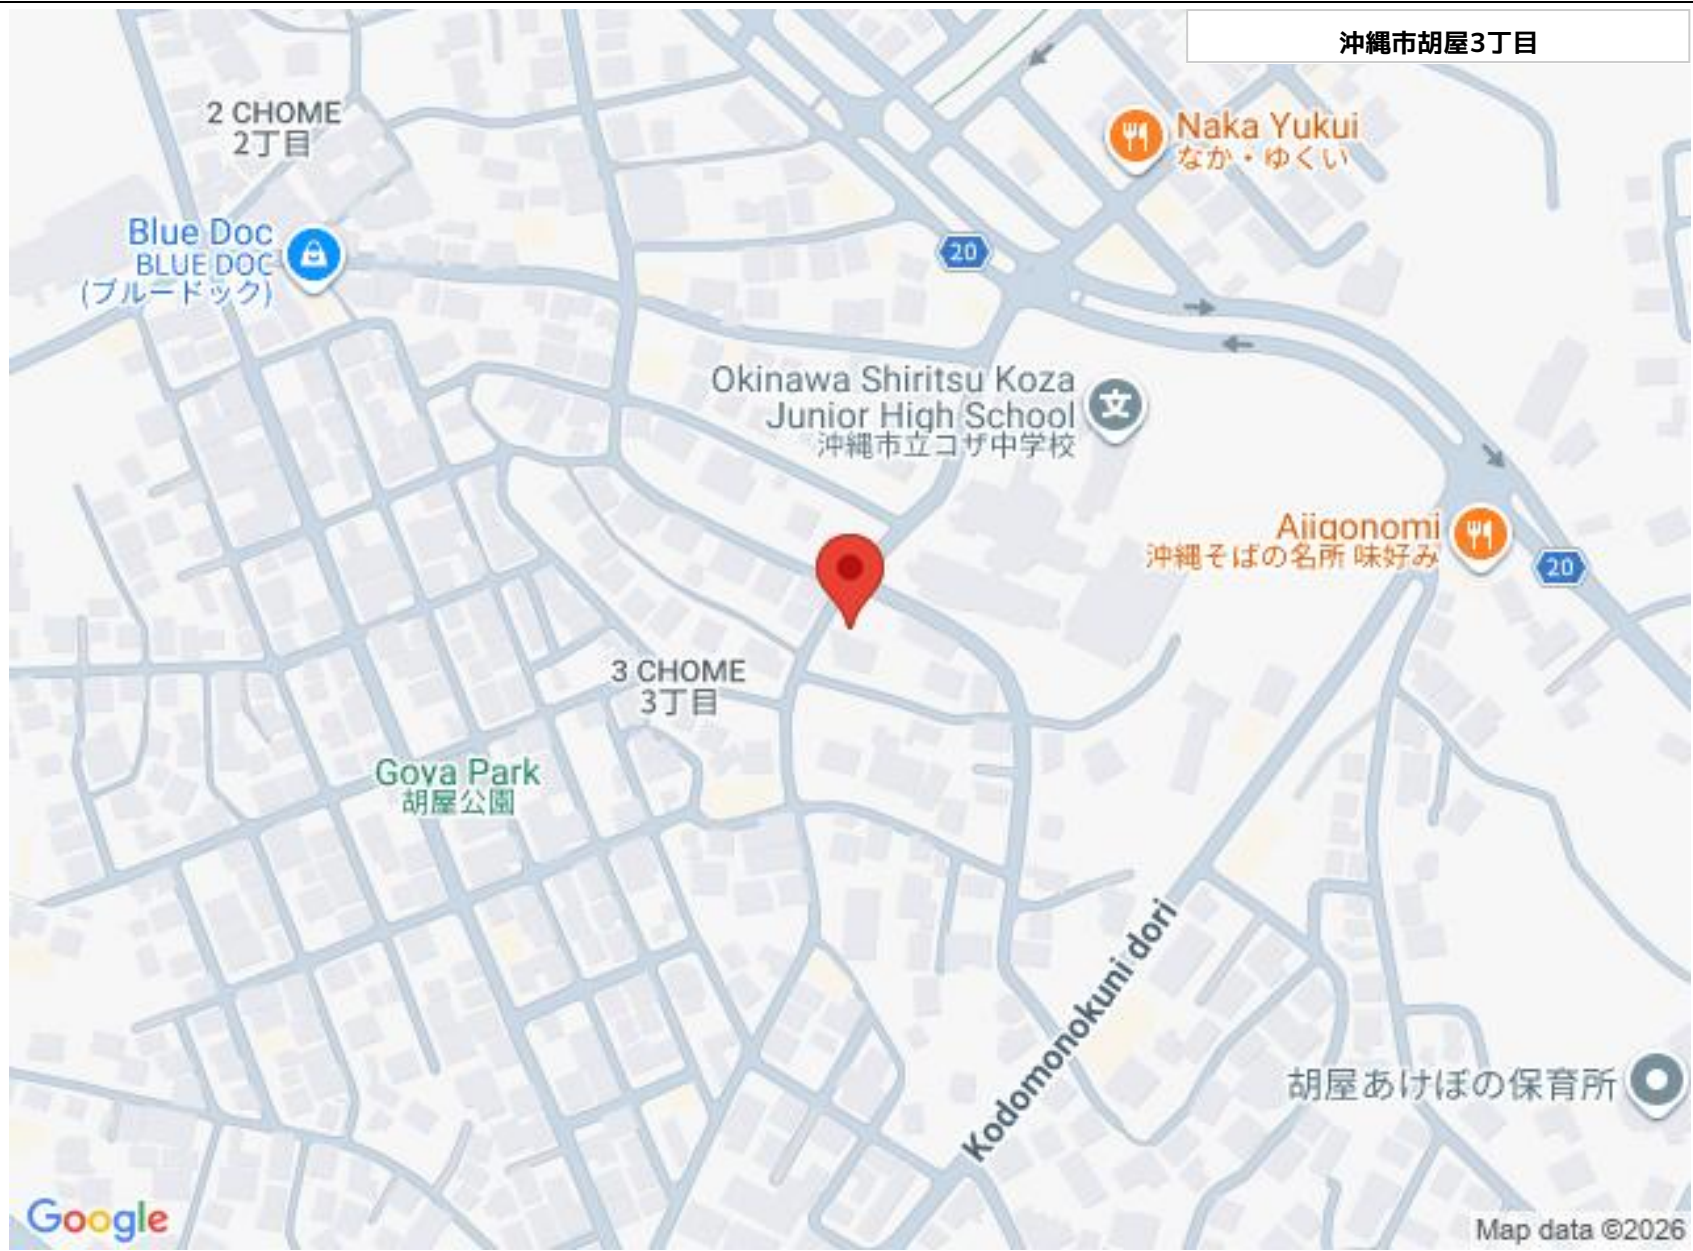 沖縄市胡屋3丁目
2 CHOME
2丁目
Naka Yukui
なか・ゆくい
Blue Doc
BLUE DOC
(ブルードック)
20
Okinawa Shiritsu Koza
Junior High School
沖縄市立コザ中学校
Ajigonomi
沖縄そばの名所 味好み
20
3 CHOME
3丁目
Goya Park
胡屋公園
Kodomonokuni dori
胡屋あけぼの保育所
Google
Map data ©2026